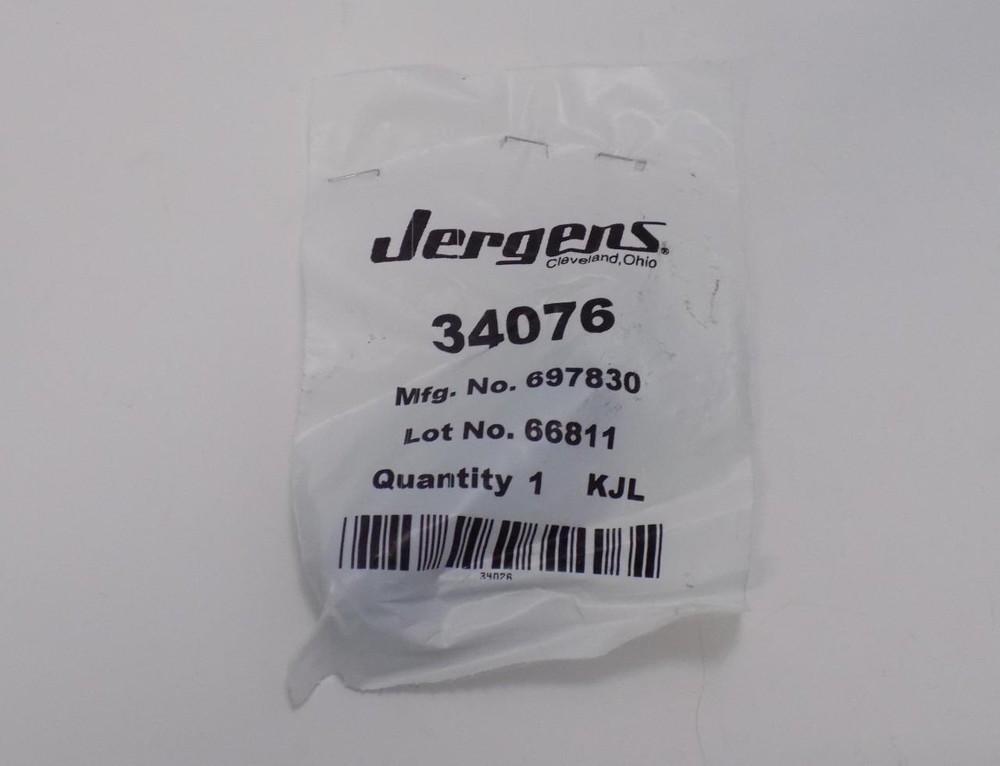 Jergens®
Cleveland, Ohio
34076
Mfg. No. 697830
Lot No. 66811
Quantity 1 KJL
34076